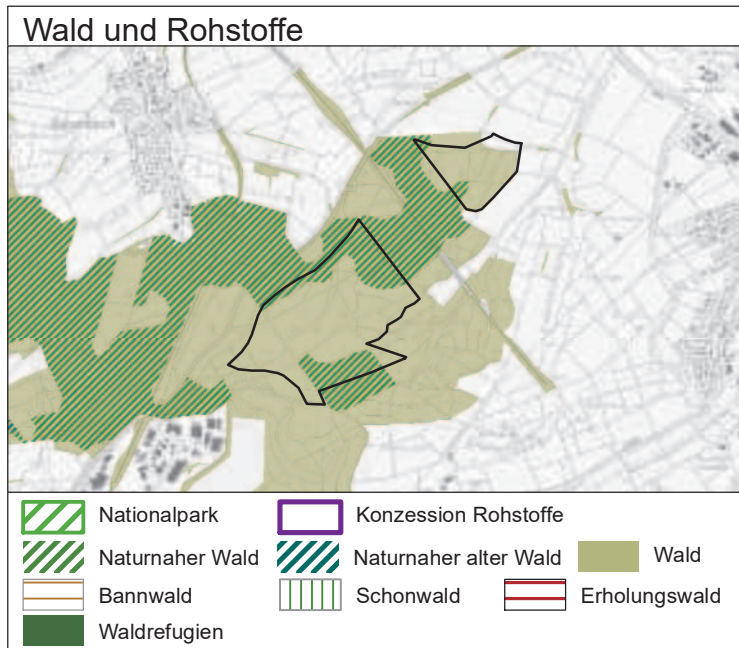 Wald und Rohstoffe
Nationalpark Konzession Rohstoffe
Naturnaher Wald Naturnaher alter Wald Wald
Bannwald Schonwald Erholungswald
Waldrefugien